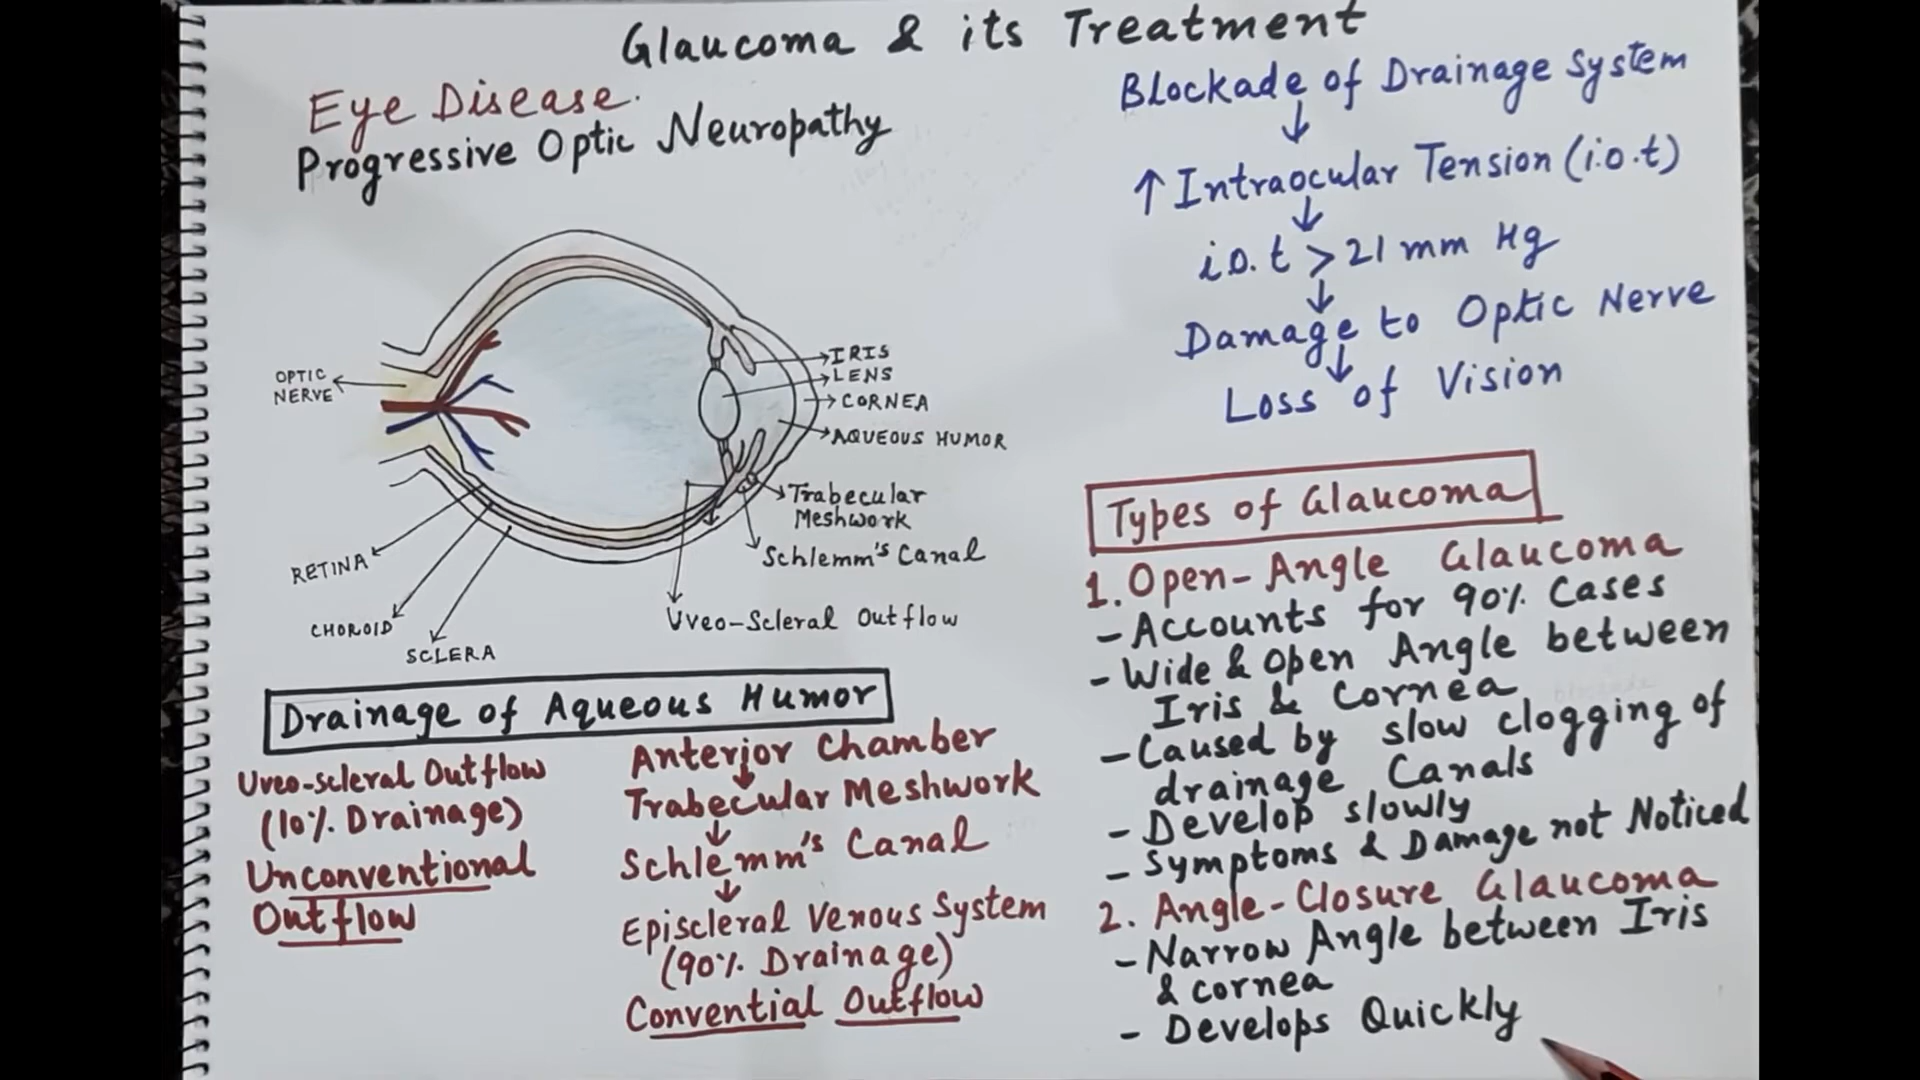 Glaucoma & its Treatment
Eye Disease.
Progressive Optic Neuropathy
OPTIC
NERVE
IRIS
LENS
CORNEA
AQUEOUS HUMOR
Trabecular
Meshwork
Schlemm's Canal
Uveo-Scleral Outflow
RETINA
CHOROID
SCLERA
Drainage of Aqueous Humor
Uveo-scleral Outflow
(10% Drainage)
Unconventional
Outflow
Anterior Chamber
↓
Trabecular Meshwork
↓
Schlemm's Canal
↓
Episcleral Venous System
(90% Drainage)
Convential Outflow
Blockade of Drainage System
↓
↑ Intraocular Tension (i.o.t)
↓
i.o.t > 21 mm Hg
↓
Damage to Optic Nerve
↓
Loss of Vision
Types of Glaucoma
1. Open-Angle Glaucoma
- Accounts for 90% Cases
- Wide & Open Angle between
Iris & Cornea
- Caused by slow clogging of
drainage Canals
- Develop slowly
- Symptoms & Damage not Noticed
2. Angle-Closure Glaucoma
- Narrow Angle between Iris
& cornea
- Develops Quickly